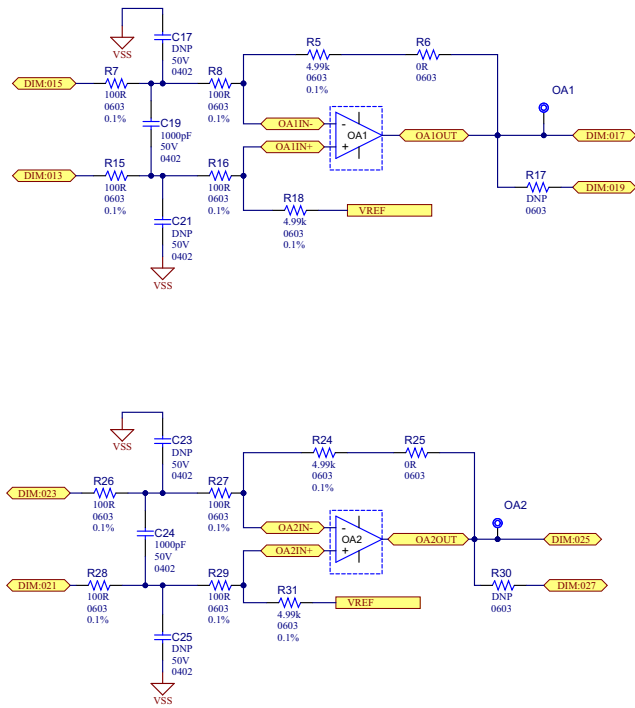 C17
DNP
50V
0402
VSS
R5
4.99k
0603
0.1%
R6
0R
0603
OA1
DIM:015
R7
100R
0603
0.1%
R8
100R
0603
0.1%
C19
1000pF
50V
0402
OA1IN-
OA1IN+
-
+
OA1
OA1OUT
DIM:017
DIM:013
R15
100R
0603
0.1%
R16
100R
0603
0.1%
R17
DNP
0603
DIM:019
R18
4.99k
0603
0.1%
VREF
C21
DNP
50V
0402
VSS
C23
DNP
50V
0402
VSS
R24
4.99k
0603
0.1%
R25
0R
0603
OA2
DIM:023
R26
100R
0603
0.1%
R27
100R
0603
0.1%
C24
1000pF
50V
0402
OA2IN-
OA2IN+
-
+
OA2
OA2OUT
DIM:025
DIM:021
R28
100R
0603
0.1%
R29
100R
0603
0.1%
R30
DNP
0603
DIM:027
R31
4.99k
0603
0.1%
VREF
C25
DNP
50V
0402
VSS